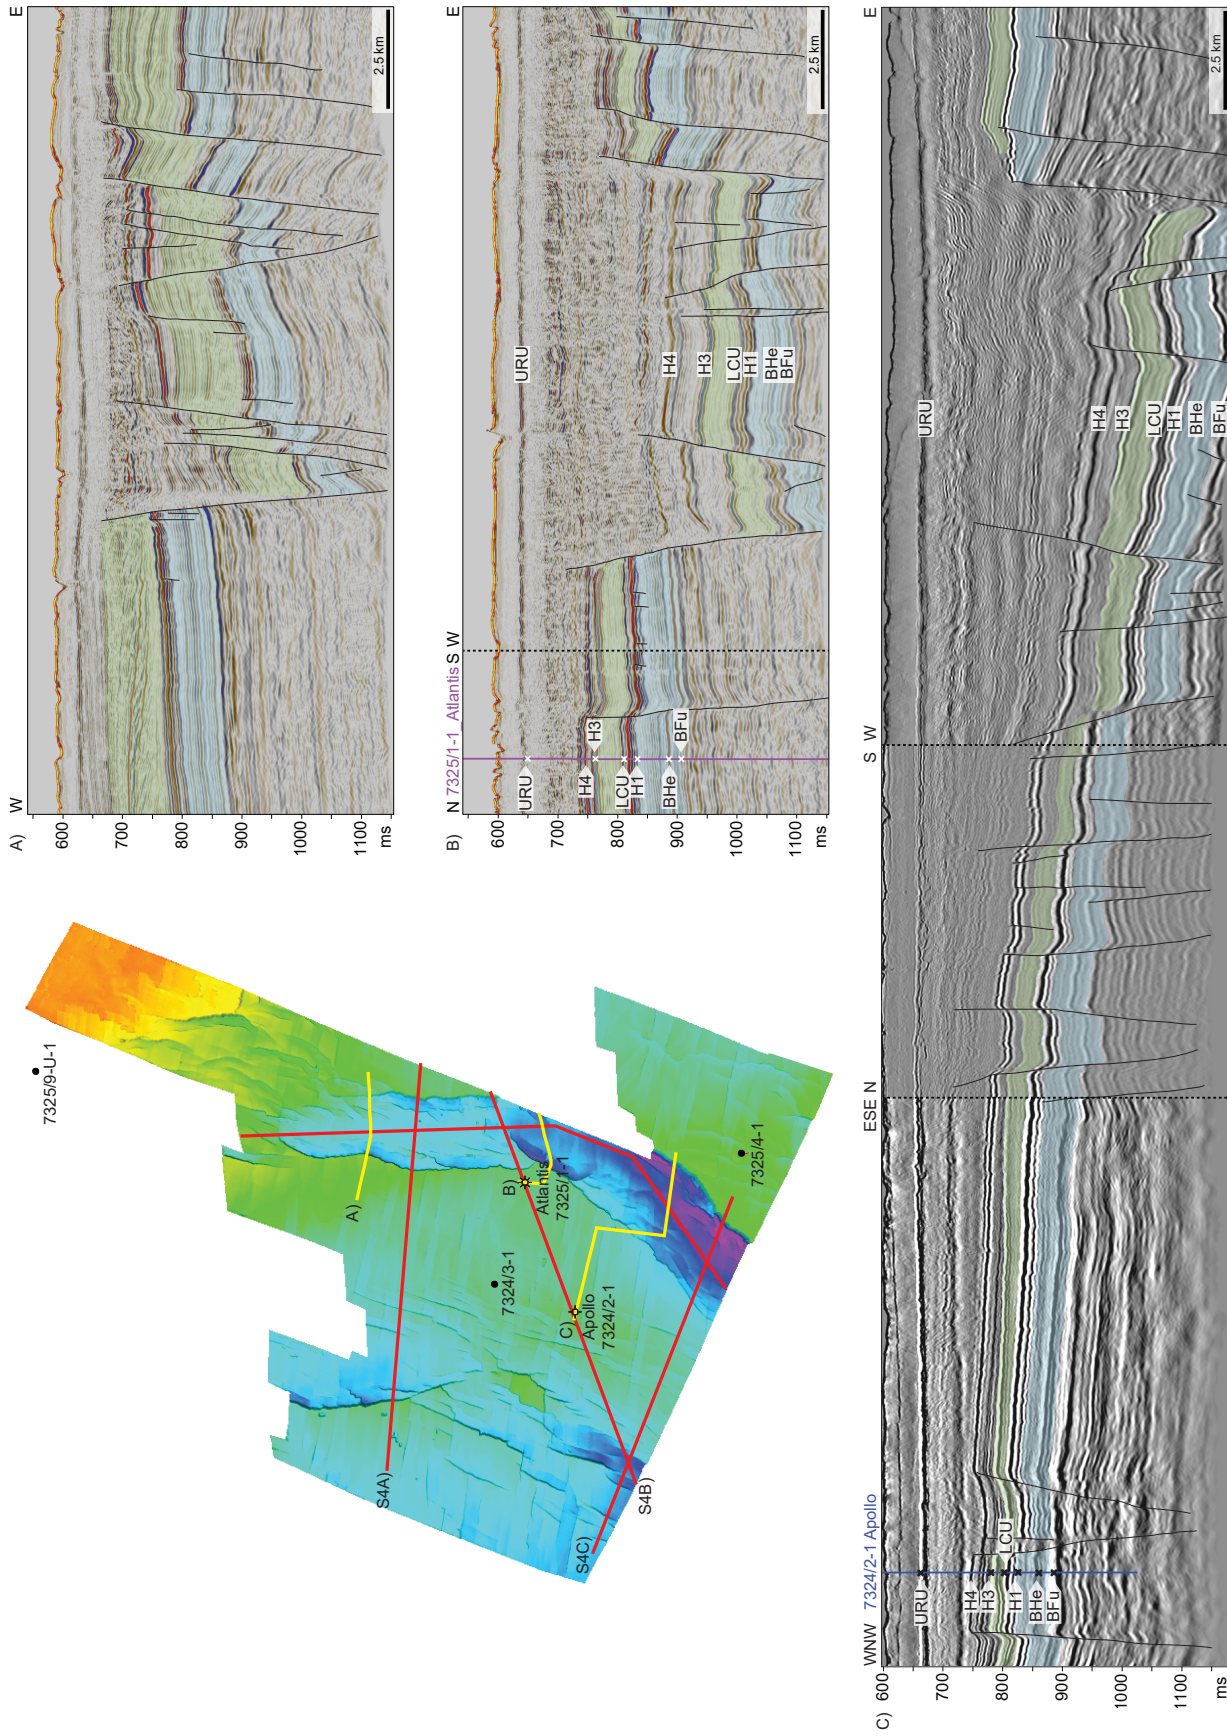 A)
W
E
600
700
800
900
1000
1100
ms
2.5 km
B)
N 7325/1-1 Atlantis S W
E
600
700
800
900
1000
1100
ms
URU
H4
H3
LCU
H1
BHe
BFu
URU
H4
H3
LCU
H1
BHe
BFu
2.5 km
7325/9-U-1
A)
B)
Atlantis
7325/1-1
7324/3-1
C)
Apollo
7324/2-1
7325/4-1
S4A)
S4B)
S4C)
C)
WNW 7324/2-1 Apollo
ESE N
S W
E
600
700
800
900
1000
1100
ms
URU
H4
H3
LCU
H1
BHe
BFu
URU
H4
H3
LCU
H1
BHe
BFu
2.5 km